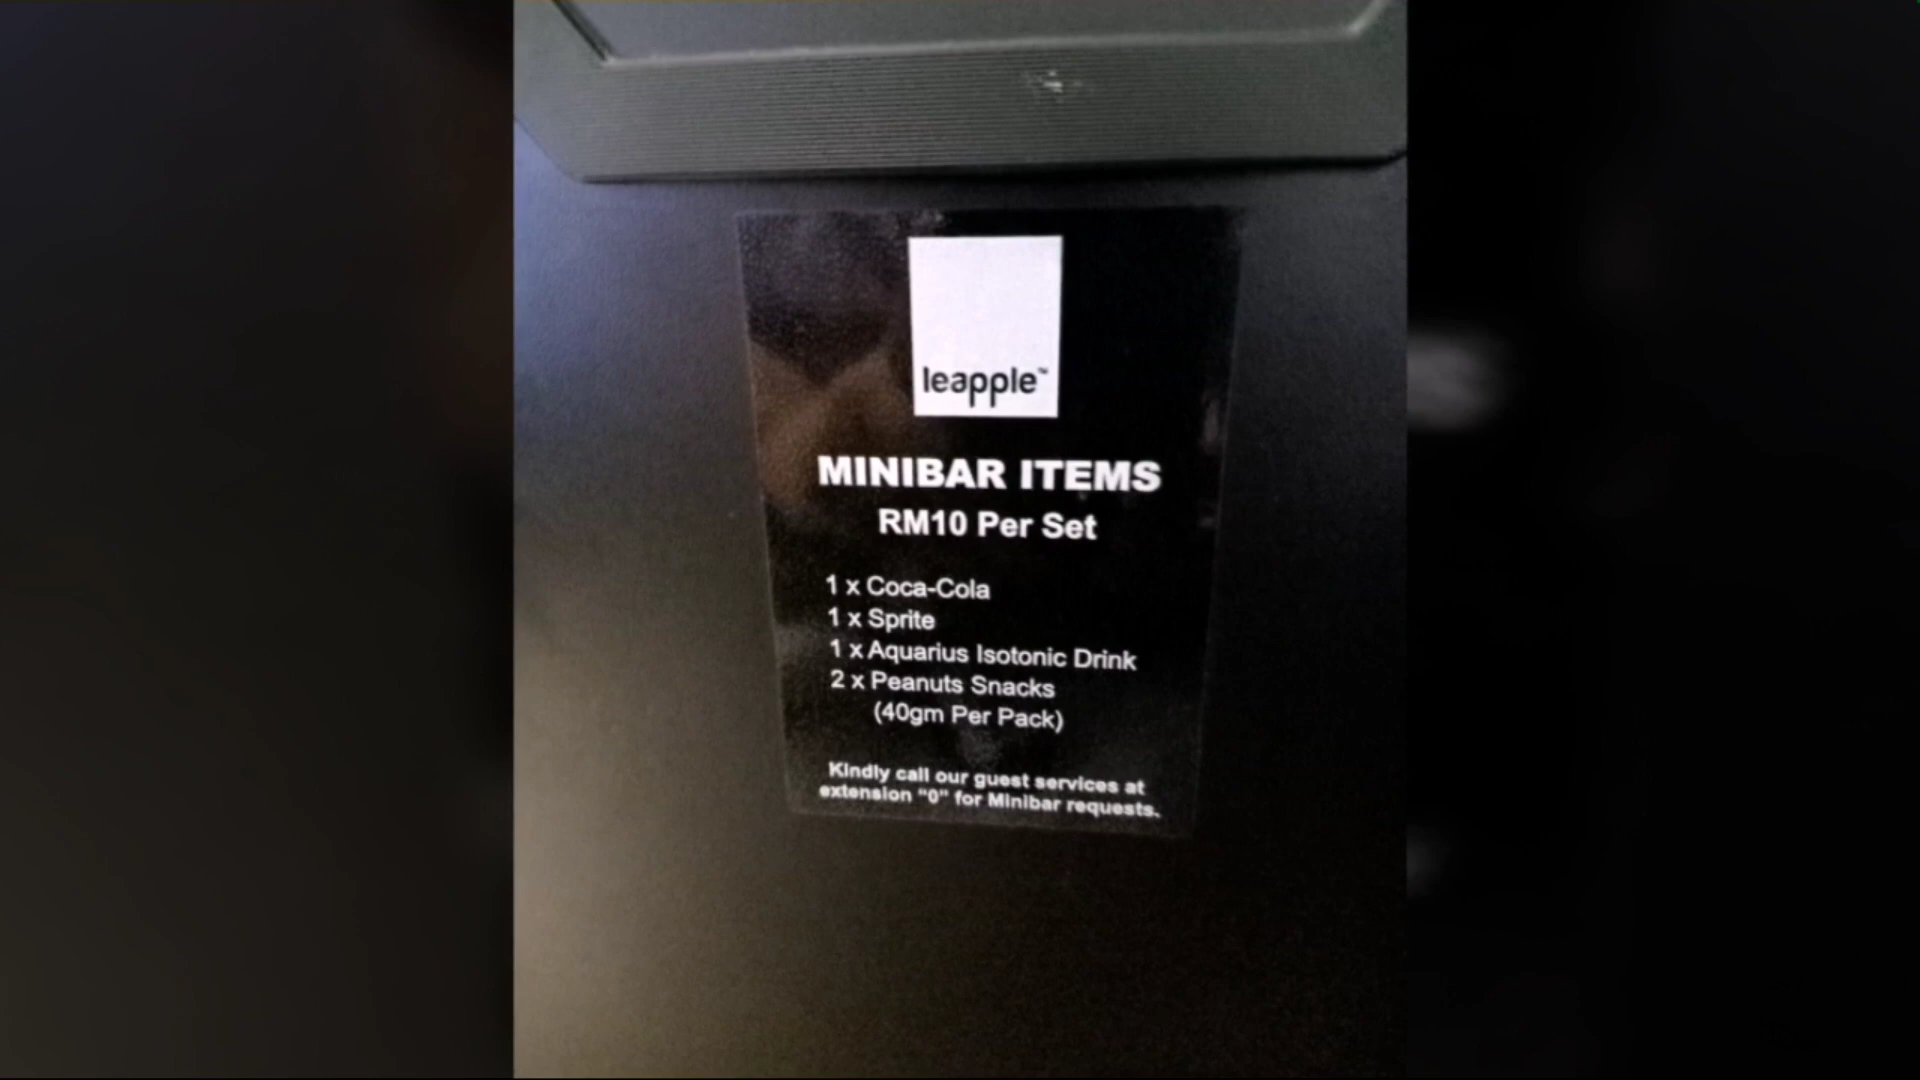 leapple™
MINIBAR ITEMS
RM10 Per Set
1 x Coca-Cola
1 x Sprite
1 x Aquarius Isotonic Drink
2 x Peanuts Snacks
(40gm Per Pack)
Kindly call our guest services at
extension "0" for Minibar requests.